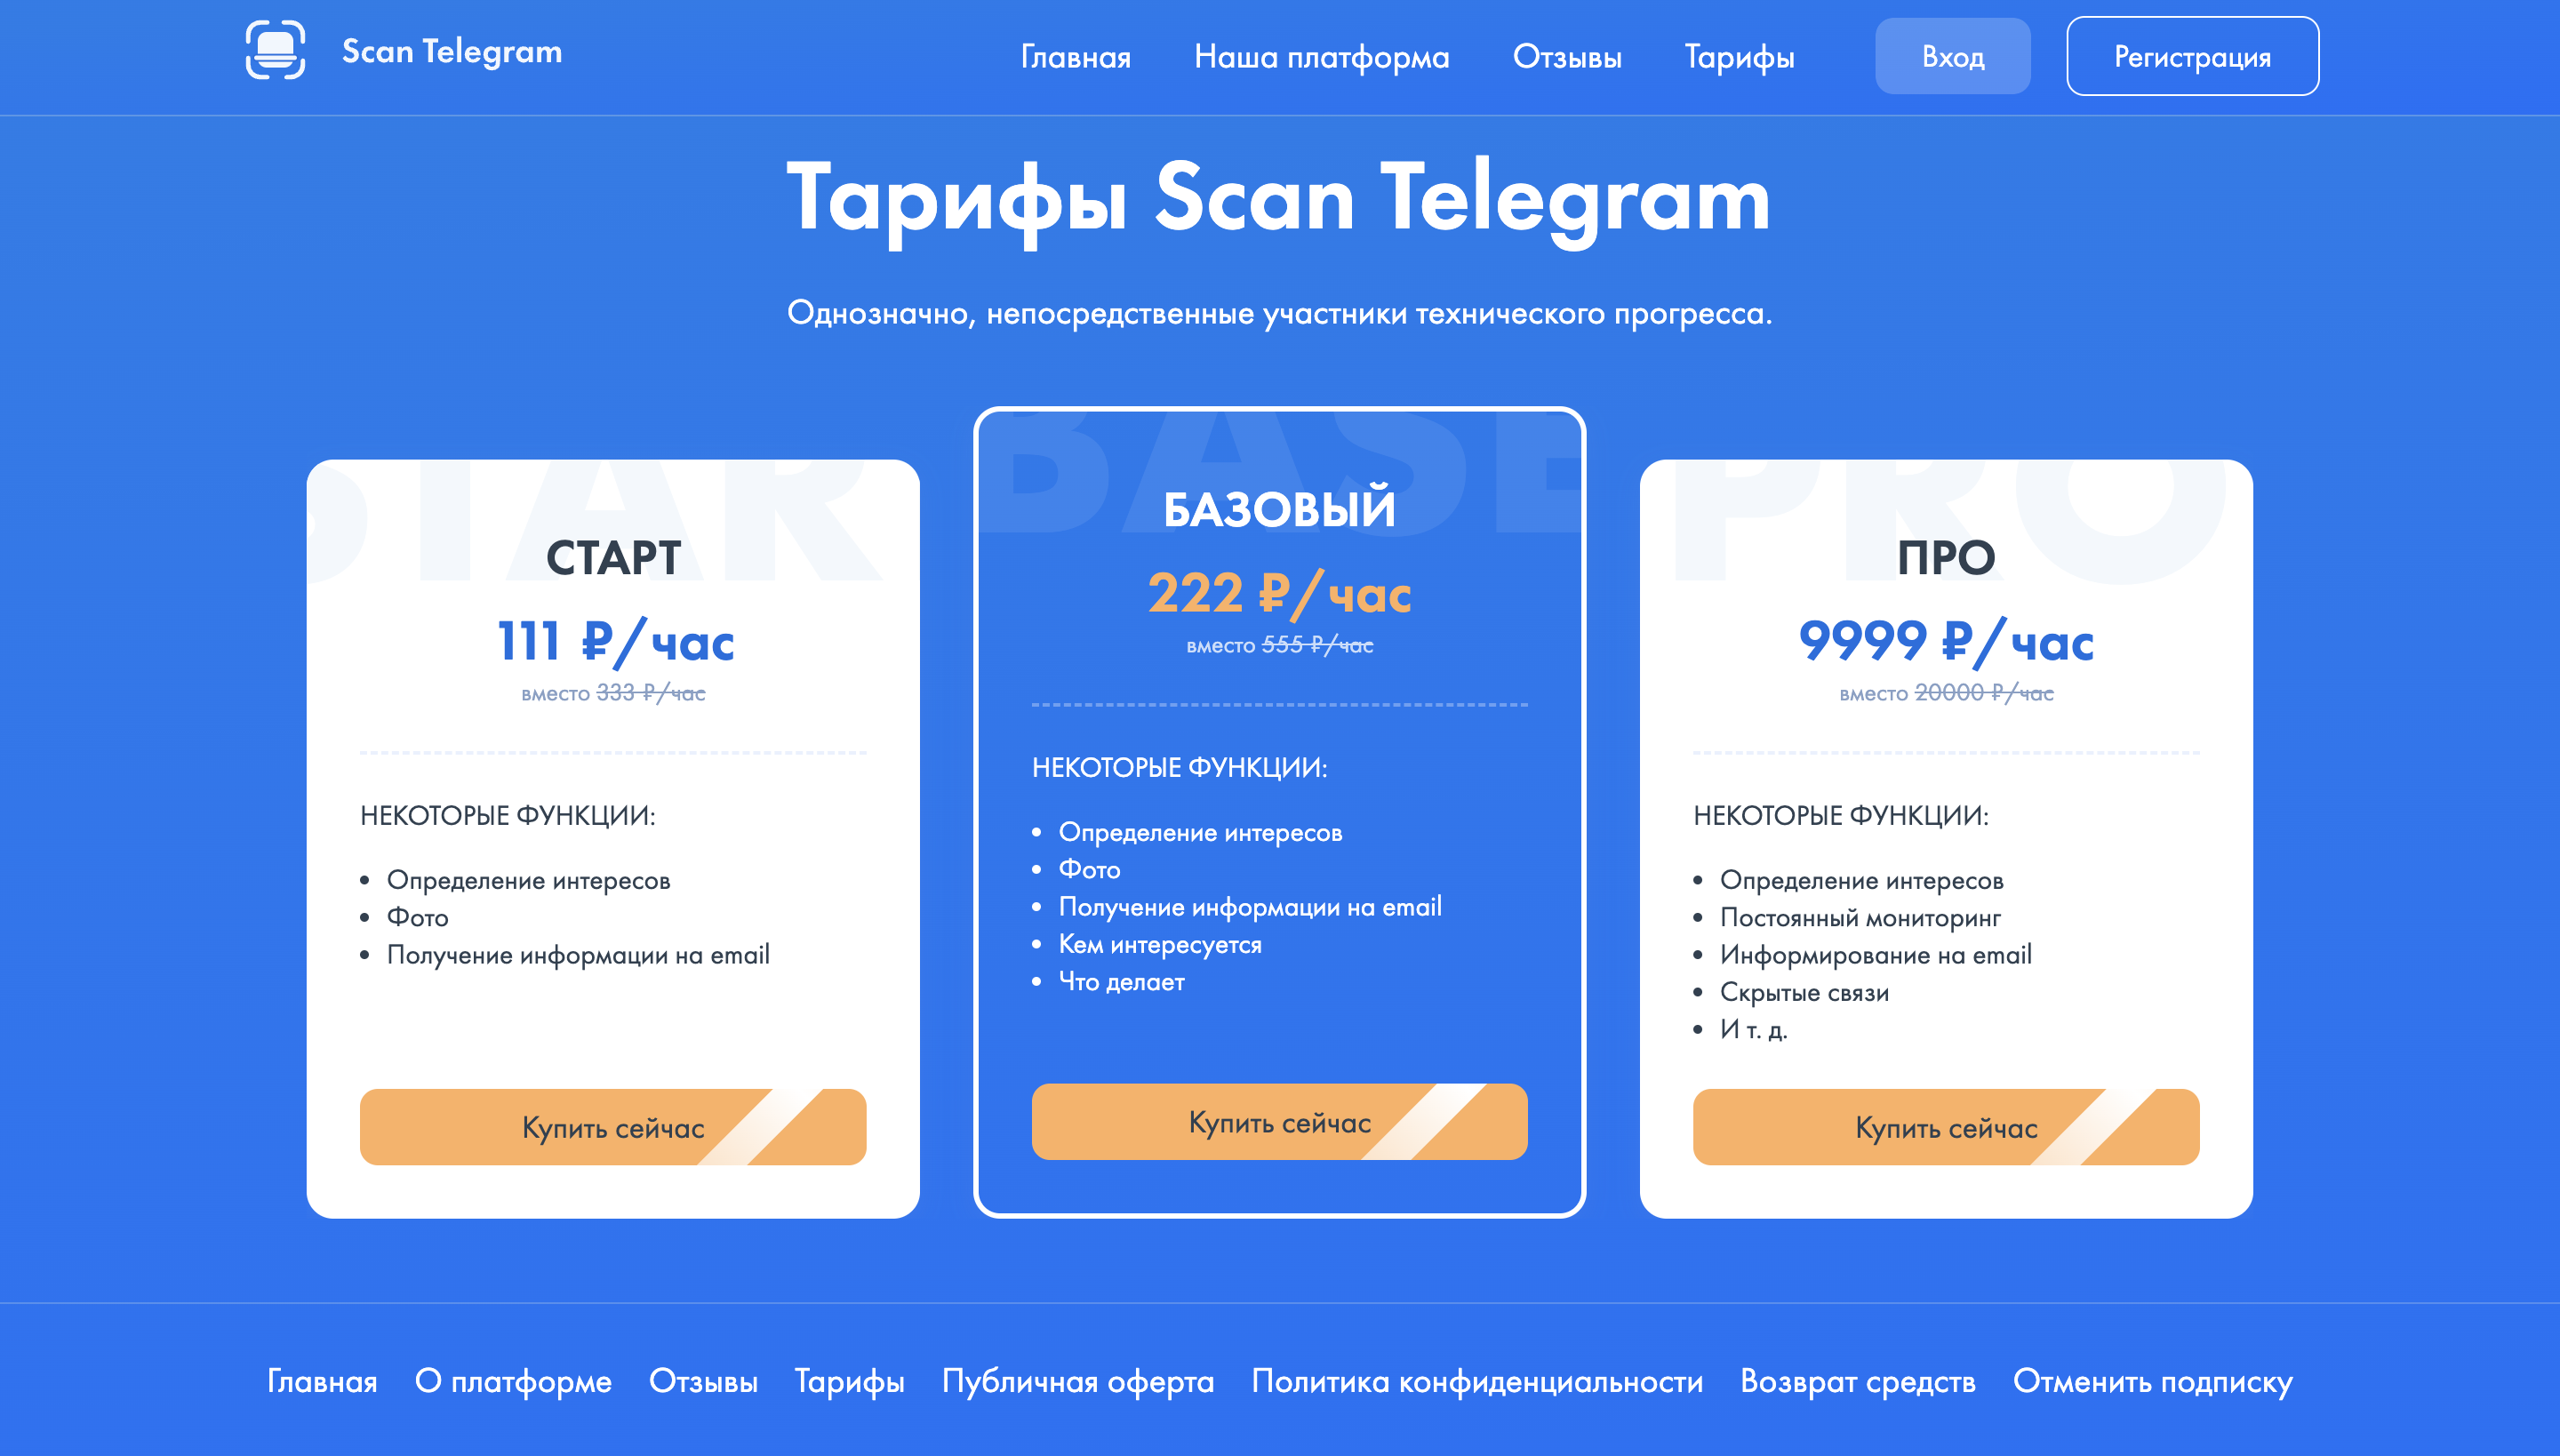 Scan Telegram
Главная
Наша платформа
Отзывы
Тарифы
Вход
Регистрация
Тарифы Scan Telegram
Однозначно, непосредственные участники технического прогресса.
STAR
СТАРТ
111 ₽/час
вместо 333 ₽/час
НЕКОТОРЫЕ ФУНКЦИИ:
Определение интересов
Фото
Получение информации на email
Купить сейчас
BASE
БАЗОВЫЙ
222 ₽/час
вместо 555 ₽/час
НЕКОТОРЫЕ ФУНКЦИИ:
Определение интересов
Фото
Получение информации на email
Кем интересуется
Что делает
Купить сейчас
PRO
ПРО
9999 ₽/час
вместо 20000 ₽/час
НЕКОТОРЫЕ ФУНКЦИИ:
Определение интересов
Постоянный мониторинг
Информирование на email
Скрытые связи
И т. д.
Купить сейчас
Главная
О платформе
Отзывы
Тарифы
Публичная оферта
Политика конфиденциальности
Возврат средств
Отменить подписку